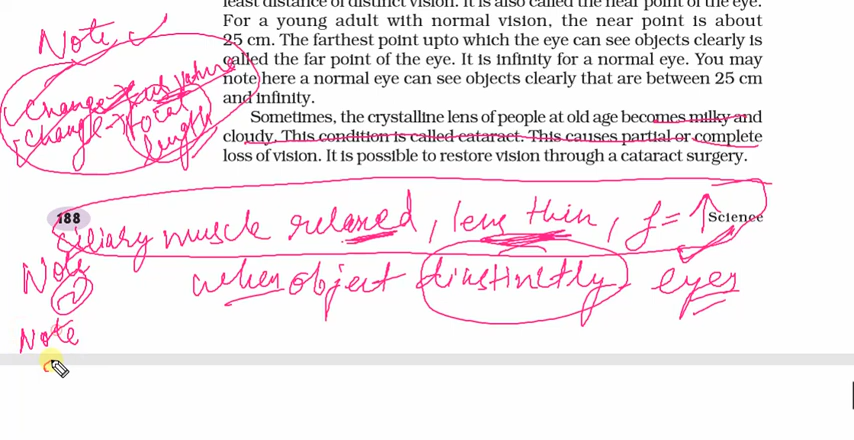 least distance of distinct vision. It is also called the near point of the eye.
For a young adult with normal vision, the near point is about
25 cm. The farthest point upto which the eye can see objects clearly is
called the far point of the eye. It is infinity for a normal eye. You may
note here a normal eye can see objects clearly that are between 25 cm
and infinity.
Sometimes, the crystalline lens of people at old age becomes milky and
cloudy. This condition is called cataract. This causes partial or complete
loss of vision. It is possible to restore vision through a cataract surgery.
Note
Change →
Change → Focal
length
188
Science
Ciliary muscle relaxed, lens thin, f = ↑
Note
when object dinstinctly eyes
Note